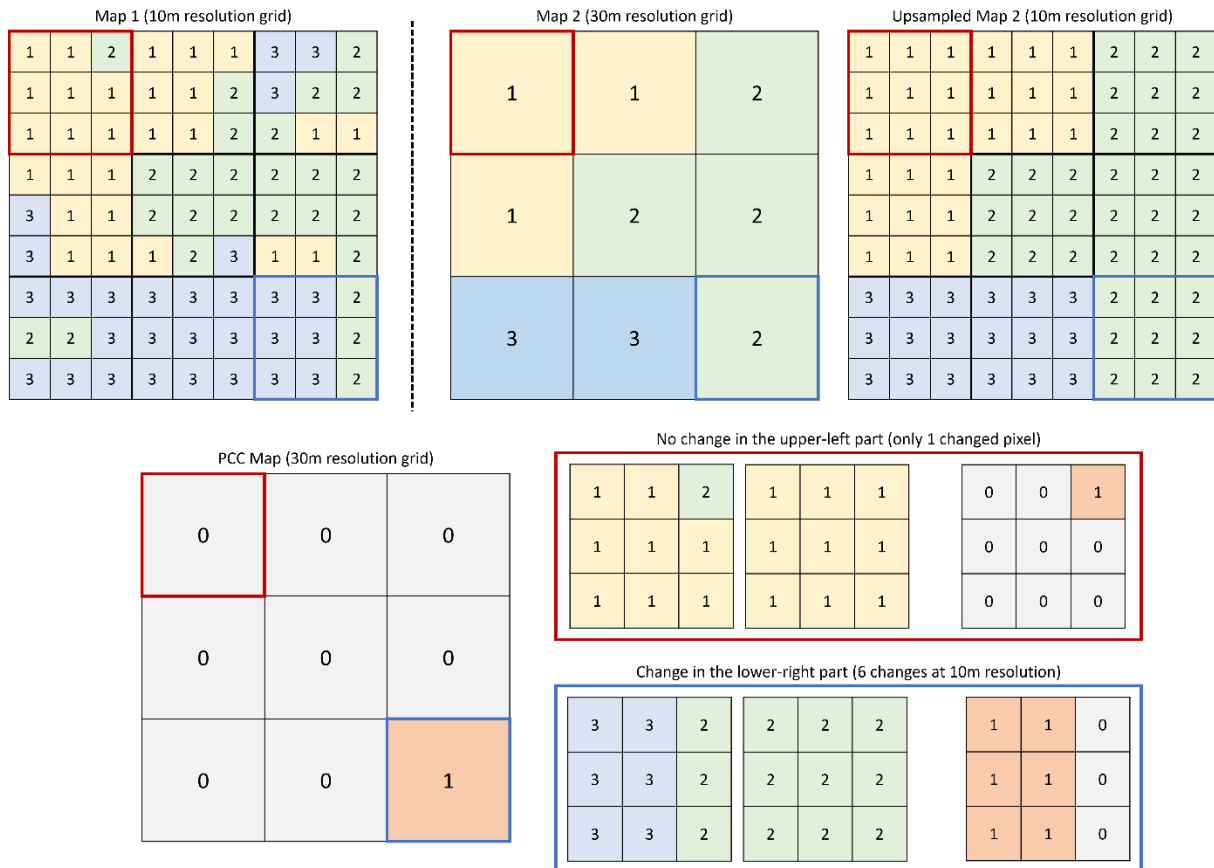 Map 1 (10m resolution grid)
1 1 2 1 1 1 3 3 2
1 1 1 1 1 2 3 2 2
1 1 1 1 1 2 2 1 1
1 1 1 2 2 2 2 2 2
3 1 1 2 2 2 2 2 2
3 1 1 1 2 3 1 1 2
3 3 3 3 3 3 3 3 2
2 2 3 3 3 3 3 3 2
3 3 3 3 3 3 3 3 2
Map 2 (30m resolution grid)
1 1 2
1 2 2
3 3 2
Upsampled Map 2 (10m resolution grid)
1 1 1 1 1 1 2 2 2
1 1 1 1 1 1 2 2 2
1 1 1 1 1 1 2 2 2
1 1 1 2 2 2 2 2 2
1 1 1 2 2 2 2 2 2
1 1 1 2 2 2 2 2 2
3 3 3 3 3 3 2 2 2
3 3 3 3 3 3 2 2 2
3 3 3 3 3 3 2 2 2
PCC Map (30m resolution grid)
0 0 0
0 0 0
0 0 1
No change in the upper-left part (only 1 changed pixel)
1 1 2 1 1 1 0 0 1
1 1 1 1 1 1 0 0 0
1 1 1 1 1 1 0 0 0
Change in the lower-right part (6 changes at 10m resolution)
3 3 2 2 2 2 1 1 0
3 3 2 2 2 2 1 1 0
3 3 2 2 2 2 1 1 0